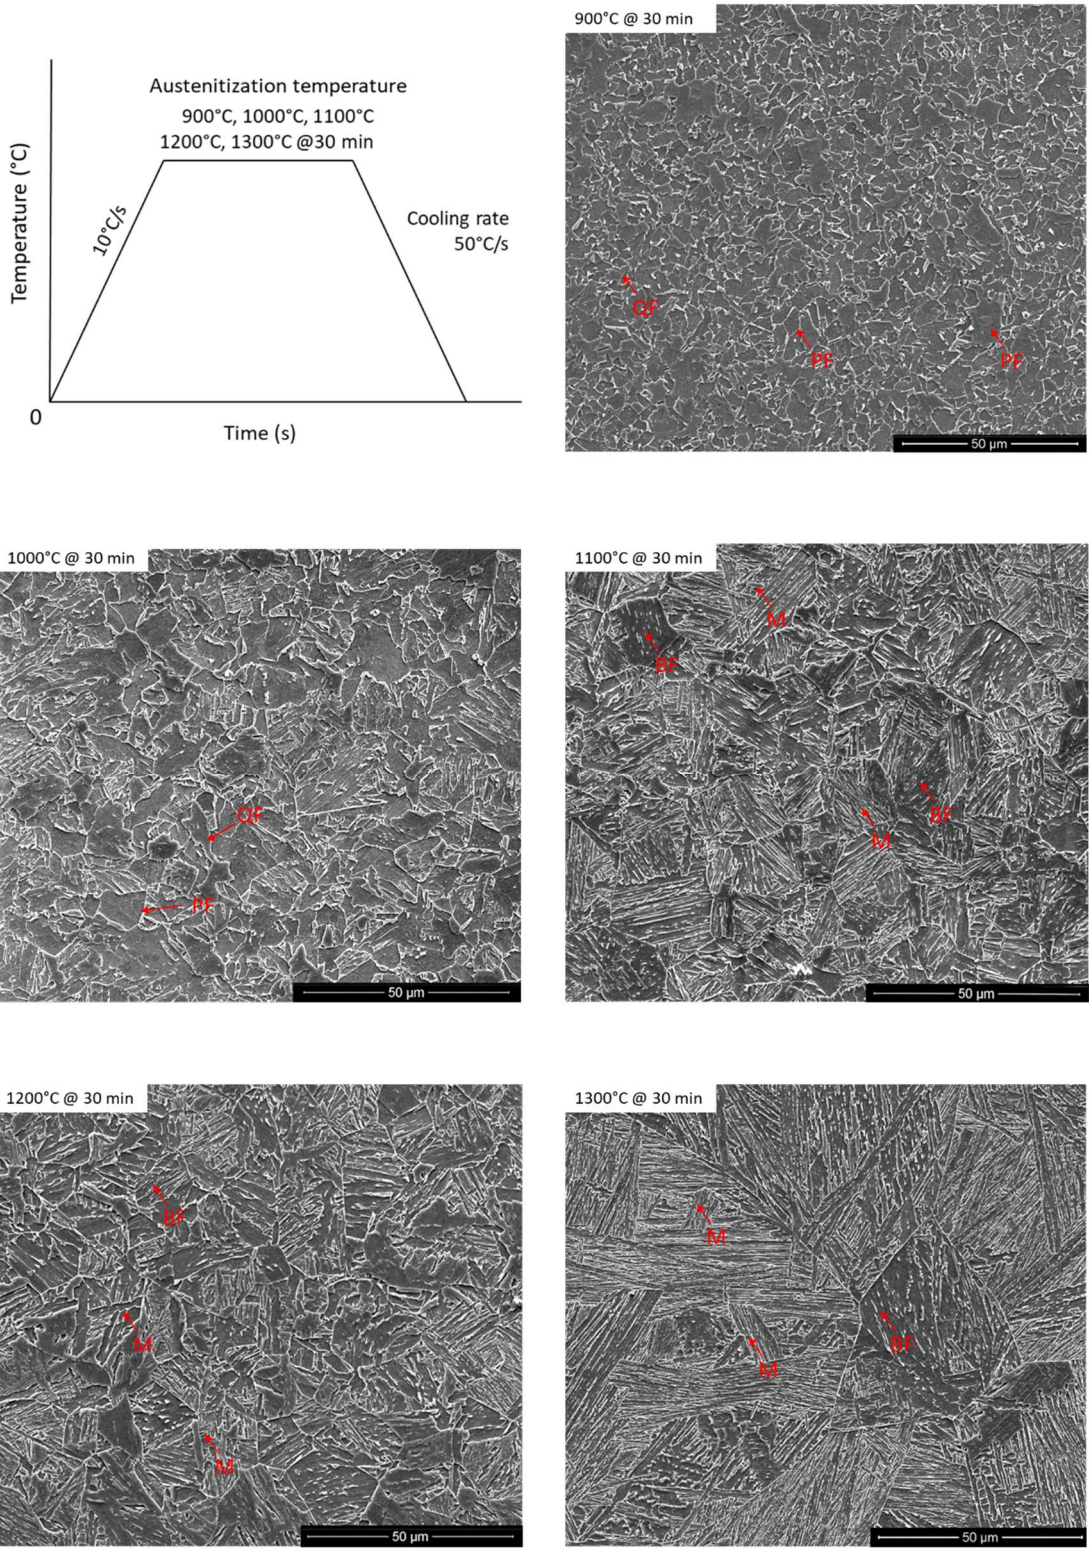 900°C @ 30 min
Austenitization temperature
900°C, 1000°C, 1100°C
1200°C, 1300°C @30 min
Temperature (°C)
10°C/s
Cooling rate
50°C/s
0
Time (s)
QF
PF
PF
50 µm
1000°C @ 30 min
QF
PF
50 µm
1100°C @ 30 min
M
BF
BF
M
50 µm
1200°C @ 30 min
BF
M
M
50 µm
1300°C @ 30 min
M
BF
M
50 µm